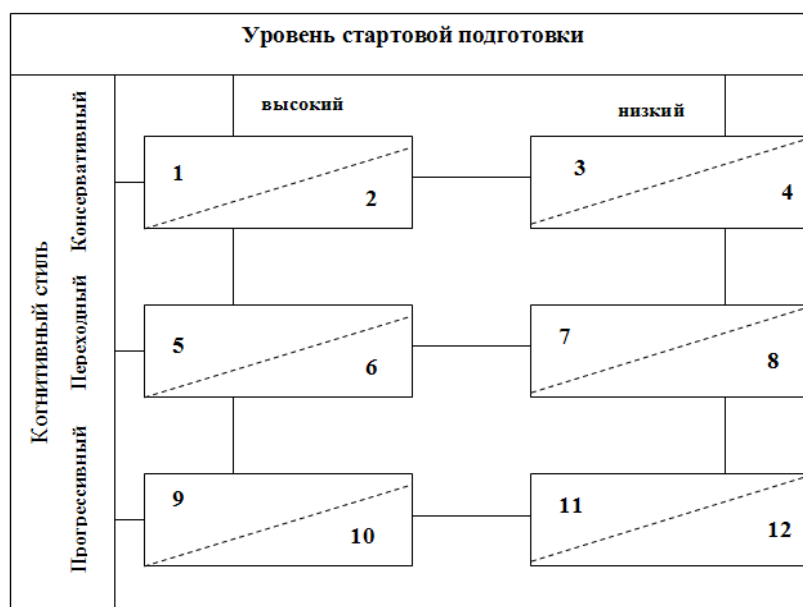 Уровень стартовой подготовки
Когнитивный стиль
Консервативный
высокий
низкий
1
2
3
4
Переходный
5
6
7
8
Прогрессивный
9
10
11
12